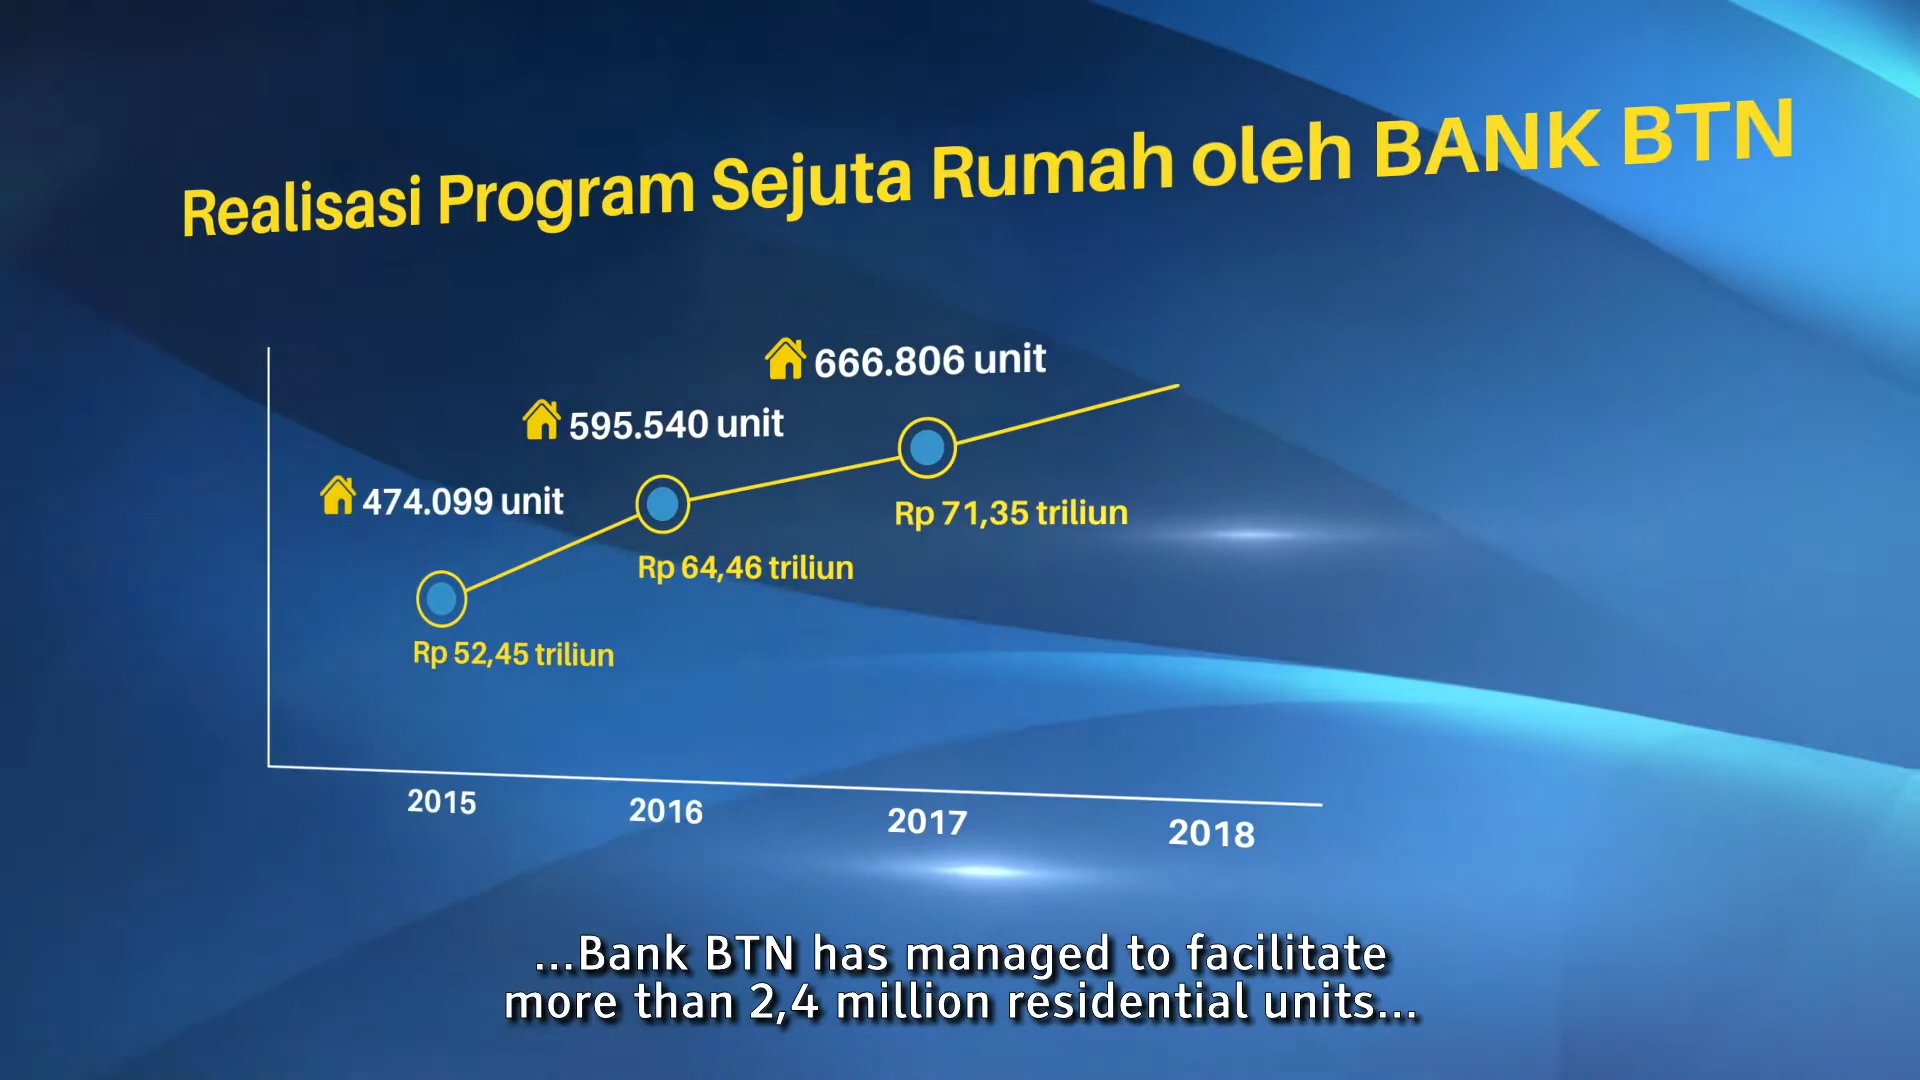 Realisasi Program Sejuta Rumah oleh BANK BTN
666.806 unit
595.540 unit
474.099 unit
Rp 71,35 triliun
Rp 64,46 triliun
Rp 52,45 triliun
2015 2016 2017 2018
...Bank BTN has managed to facilitate
more than 2,4 million residential units...